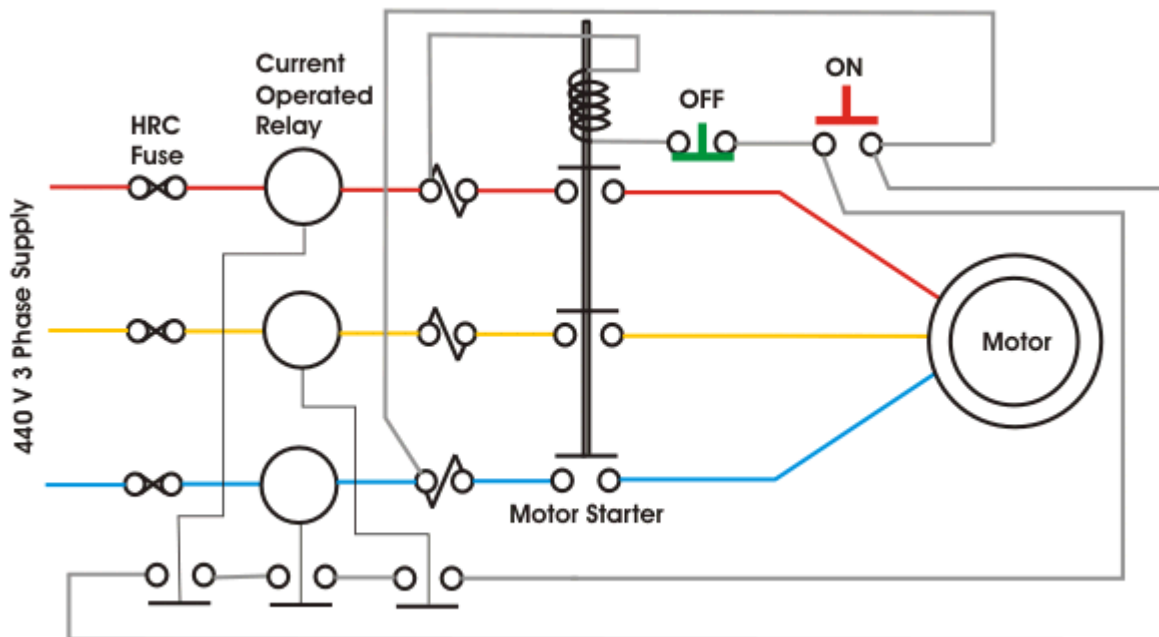 Current
Operated
Relay
HRC
Fuse
OFF
ON
440 V 3 Phase Supply
Motor
Motor Starter